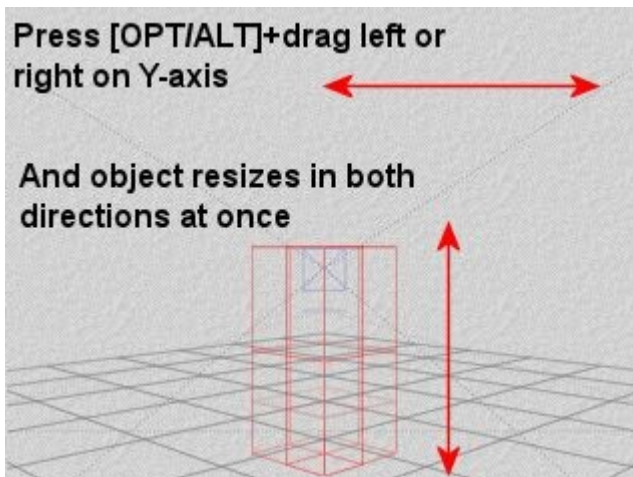 Press [OPT/ALT]+drag left or
right on Y-axis
And object resizes in both
directions at once